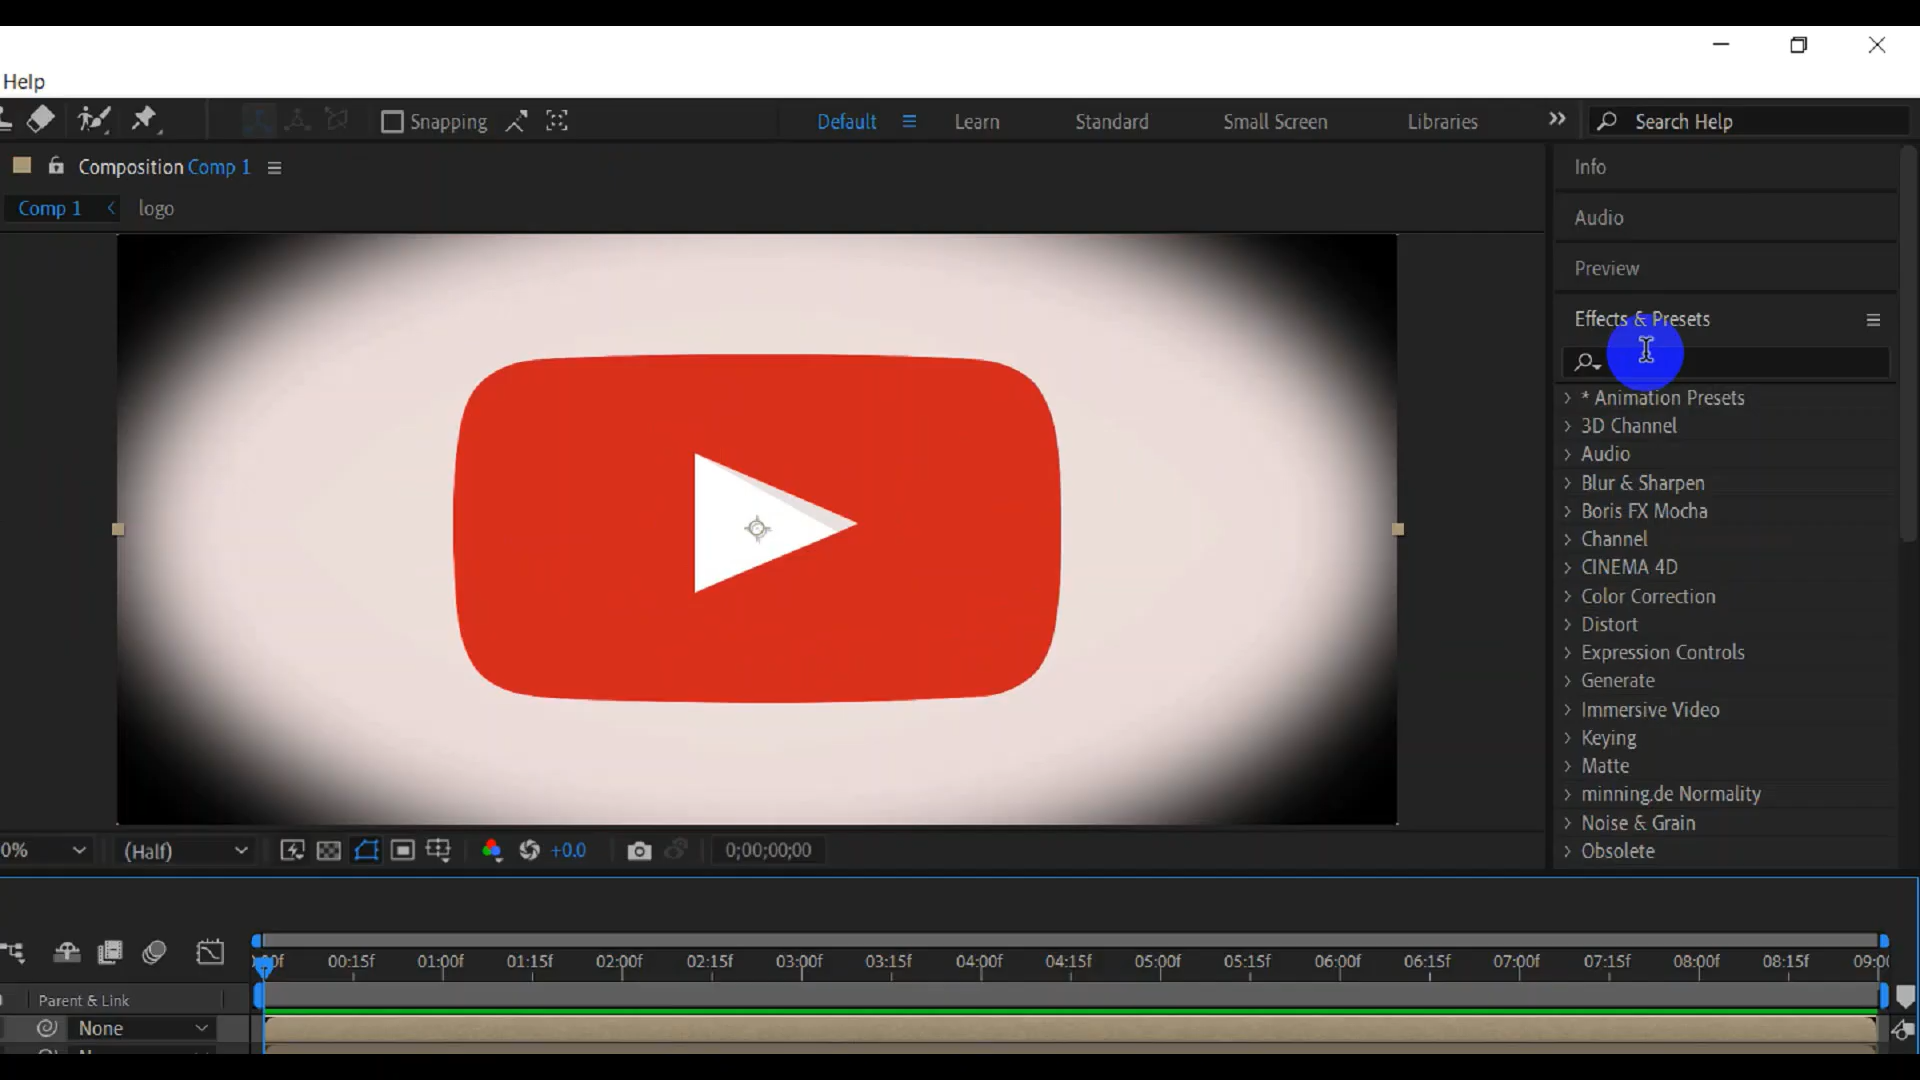 Help
Snapping
Default
Learn
Standard
Small Screen
Libraries
Search Help
Composition Comp 1
Comp 1
logo
Info
Audio
Preview
Effects & Presets
* Animation Presets
3D Channel
Audio
Blur & Sharpen
Boris FX Mocha
Channel
CINEMA 4D
Color Correction
Distort
Expression Controls
Generate
Immersive Video
Keying
Matte
minning.de Normality
Noise & Grain
Obsolete
0%
(Half)
+0.0
0;00;00;00
00:15f
01:00f
01:15f
02:00f
02:15f
03:00f
03:15f
04:00f
04:15f
05:00f
05:15f
06:00f
06:15f
07:00f
07:15f
08:00f
08:15f
Parent & Link
None